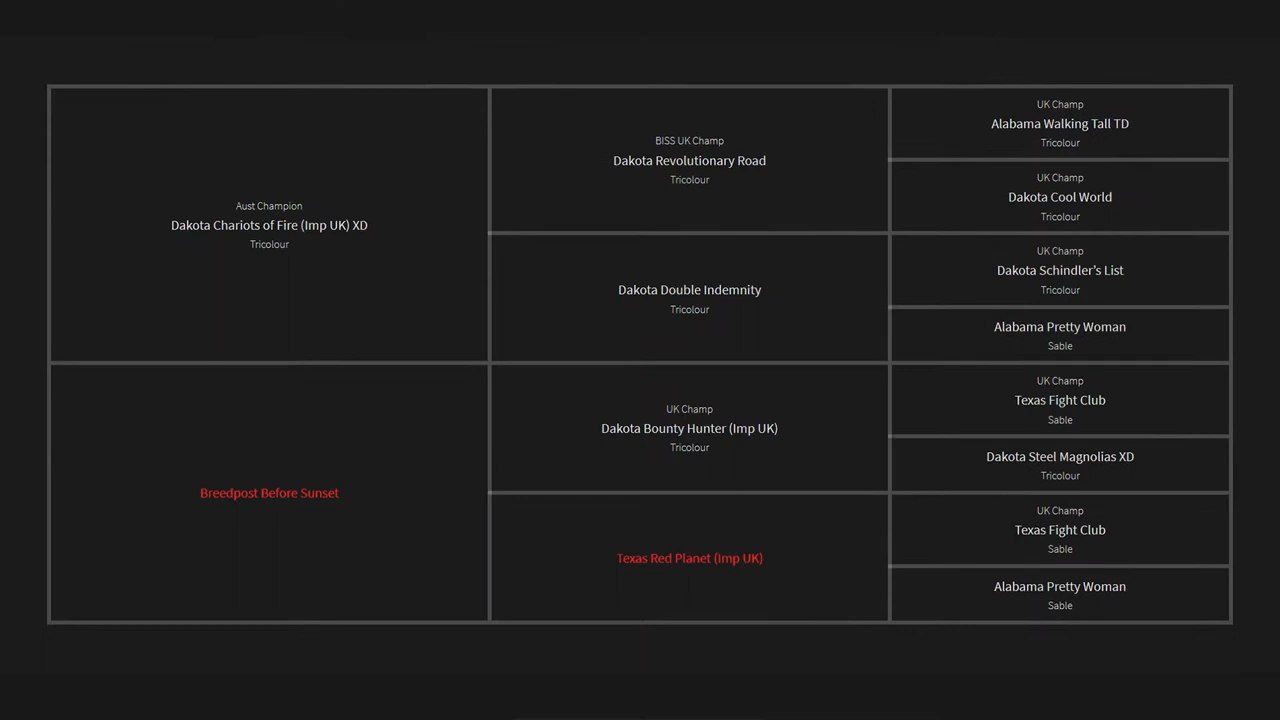 Aust Champion
Dakota Chariots of Fire (Imp UK) XD
Tricolour
Breedpost Before Sunset
BISS UK Champ
Dakota Revolutionary Road
Tricolour
Dakota Double Indemnity
Tricolour
UK Champ
Dakota Bounty Hunter (Imp UK)
Tricolour
Texas Red Planet (Imp UK)
UK Champ
Alabama Walking Tall TD
Tricolour
UK Champ
Dakota Cool World
Tricolour
UK Champ
Dakota Schindler’s List
Tricolour
Alabama Pretty Woman
Sable
UK Champ
Texas Fight Club
Sable
Dakota Steel Magnolias XD
Tricolour
UK Champ
Texas Fight Club
Sable
Alabama Pretty Woman
Sable